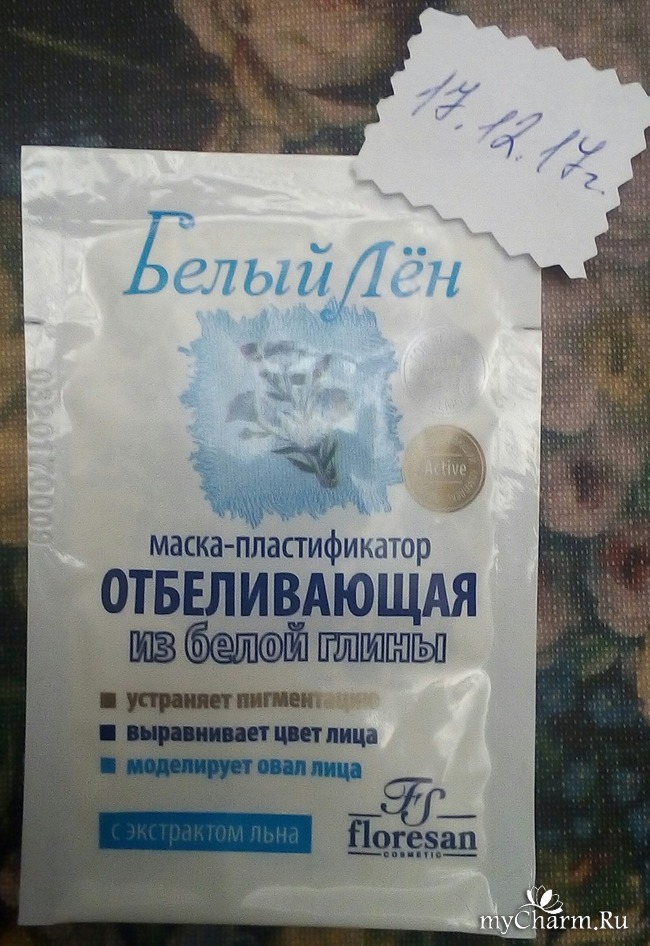 17.12.17г.
Белый Лён
Active
маска-пластификатор
ОТБЕЛИВАЮЩАЯ
из белой глины
устраняет пигментацию
выравнивает цвет лица
моделирует овал лица
с экстрактом льна
FS
floresan
COSMETIC
myCharm.Ru